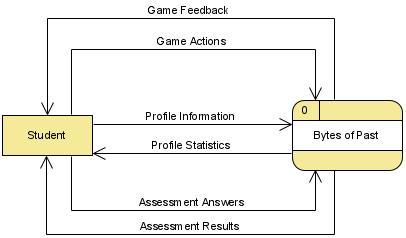 Game Feedback
Game Actions
0
Profile Information
Student
Bytes of Past
Profile Statistics
Assessment Answers
Assessment Results